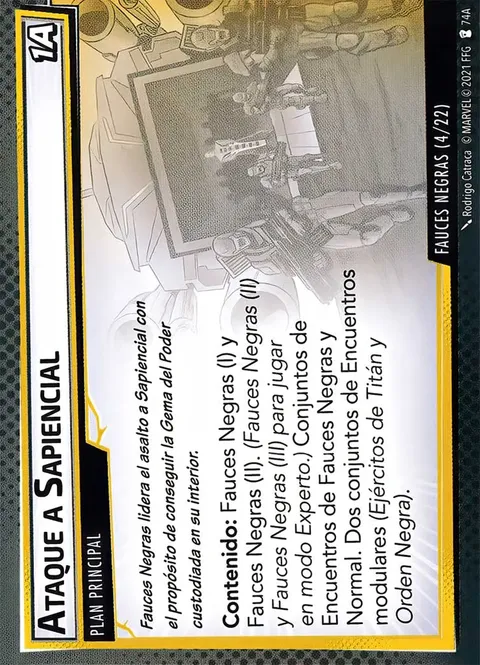 ATAQUE A SAPIENCIAL
1A
PLAN PRINCIPAL
Fauces Negras lidera el asalto a Sapiencial con
el propósito de conseguir la Gema del Poder
custodiada en su interior.
Contenido: Fauces Negras (I) y
Fauces Negras (II). (Fauces Negras (II)
y Fauces Negras (III) para jugar
en modo Experto.) Conjuntos de
Encuentros de Fauces Negras y
Normal. Dos conjuntos de Encuentros
modulares (Ejércitos de Titán y
Orden Negra).
FAUCES NEGRAS (4/22)
Rodrigo Catraca © MARVEL © 2021 FFG 74A